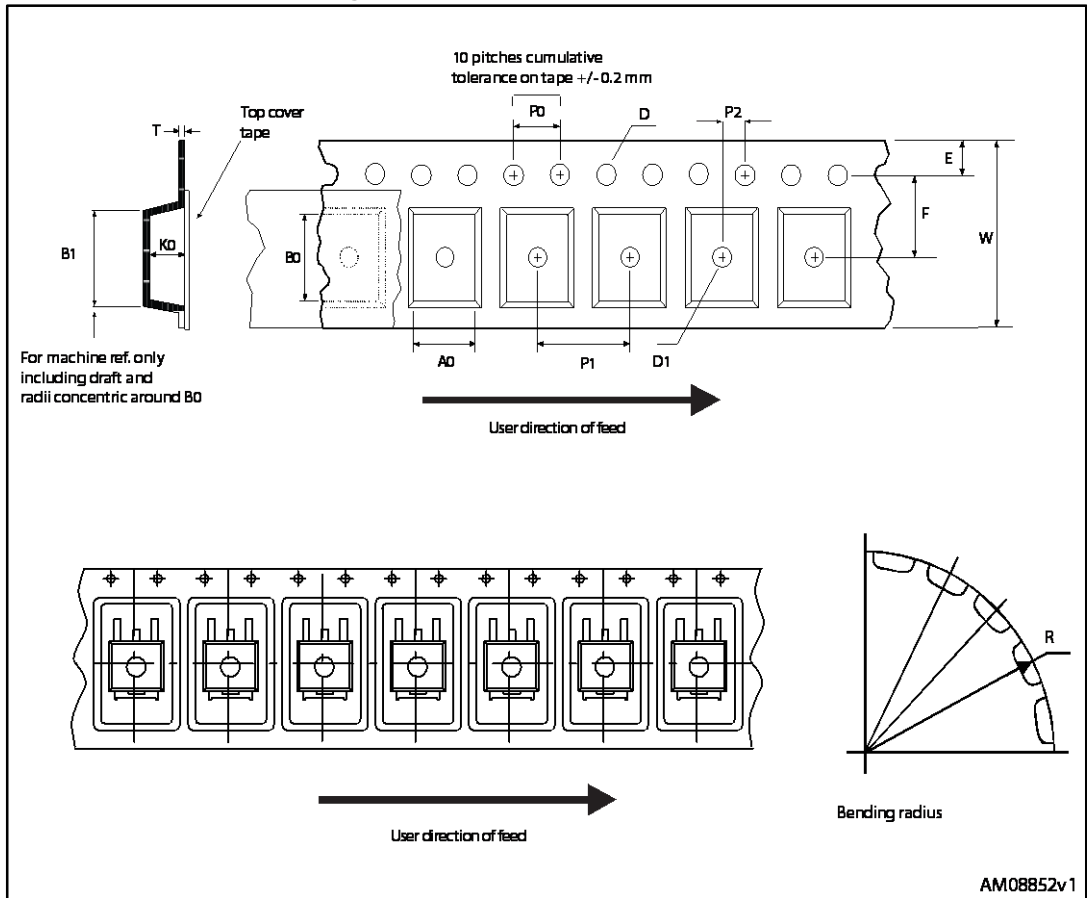 10 pitches cumulative
tolerance on tape +/- 0.2 mm
Top cover
tape
T
P0
D
P2
E
F
W
B1
K0
B0
For machine ref. only
including draft and
radii concentric around B0
A0
P1
D1
User direction of feed
R
Bending radius
User direction of feed
AM08852v1